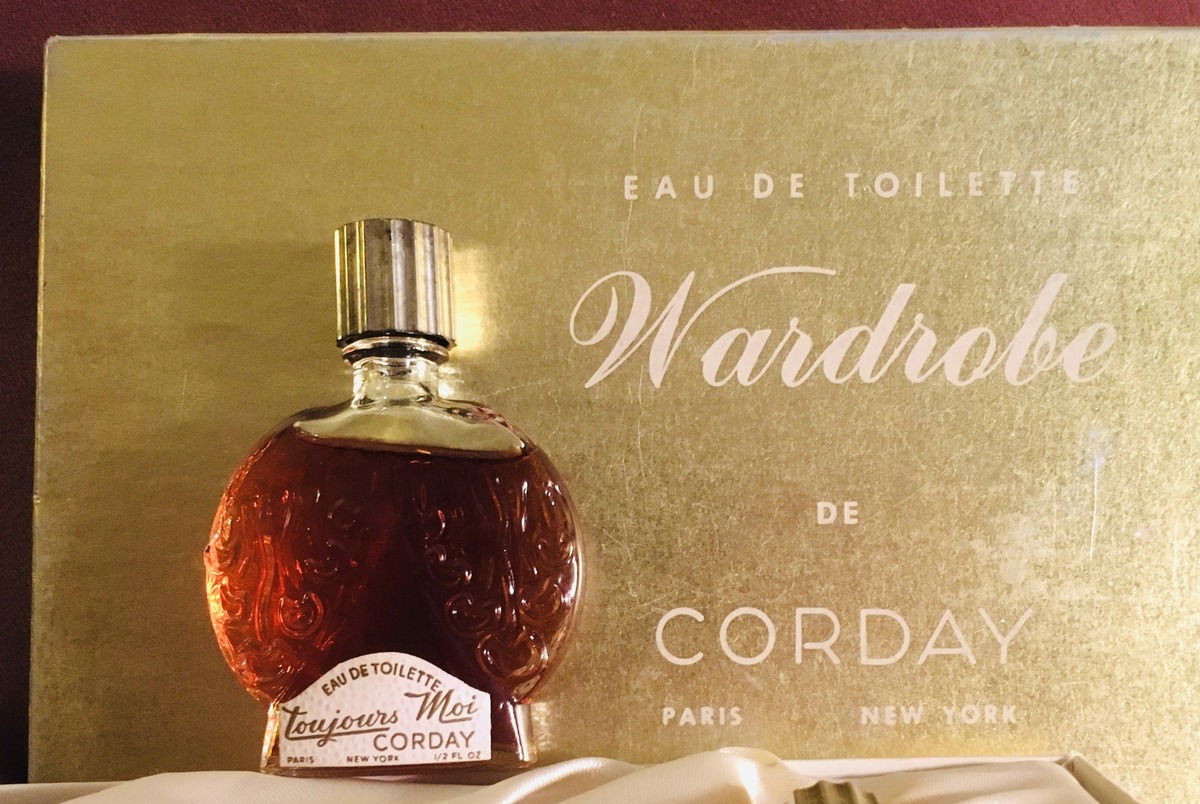 EAU DE TOILETTE
Wardrobe
DE
CORDAY
PARIS NEW YORK
EAU DE TOILETTE
Toujours Moi
CORDAY
PARIS NEW YORK 1/2 FL OZ